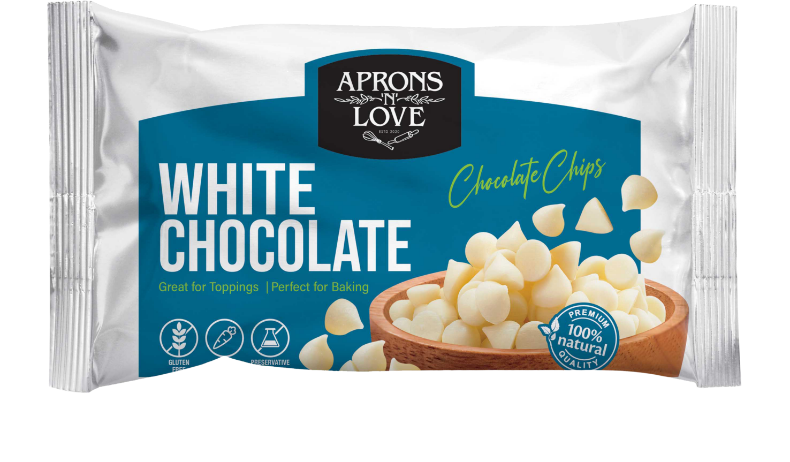 APRONS
'N'
LOVE
ESTD 2020
WHITE
CHOCOLATE
Chocolate Chips
Great for Toppings | Perfect for Baking
GLUTEN
FREE
PRESERVATIVE
PREMIUM
100%
natural
QUALITY